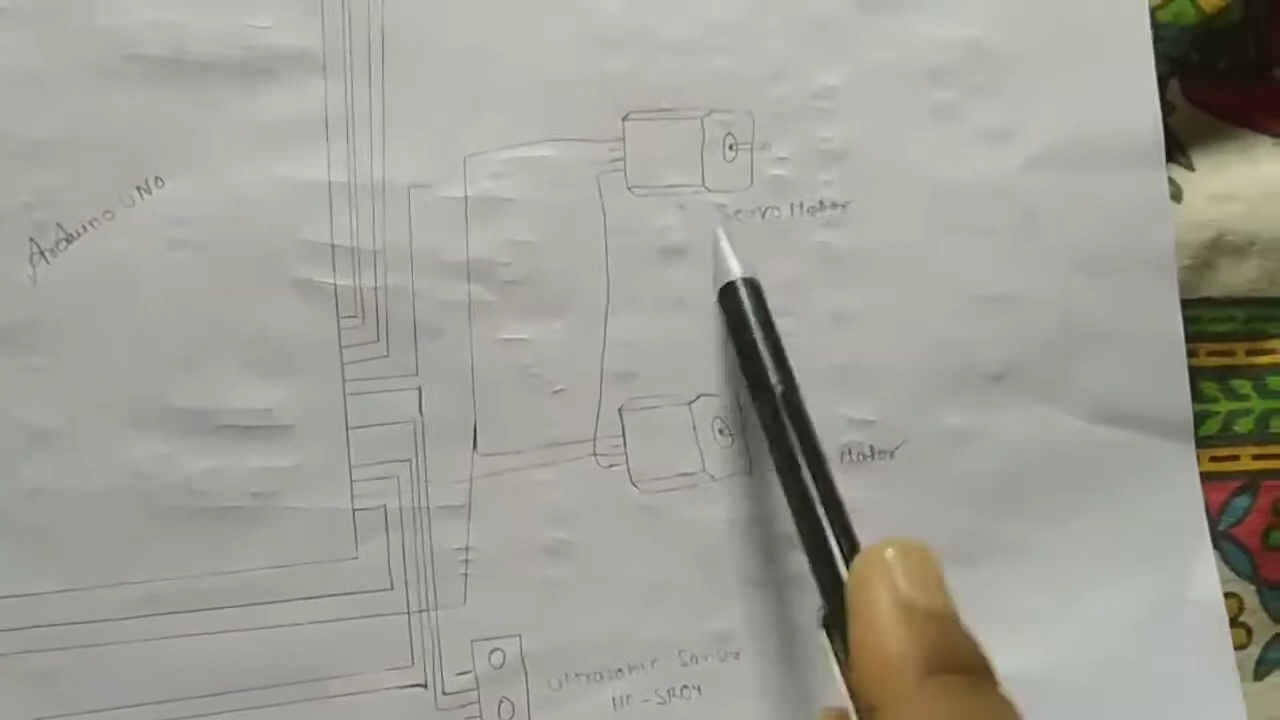 Arduino UNO
Servo Motor
Motor
Ultrasonic Sensor
HC-SR04